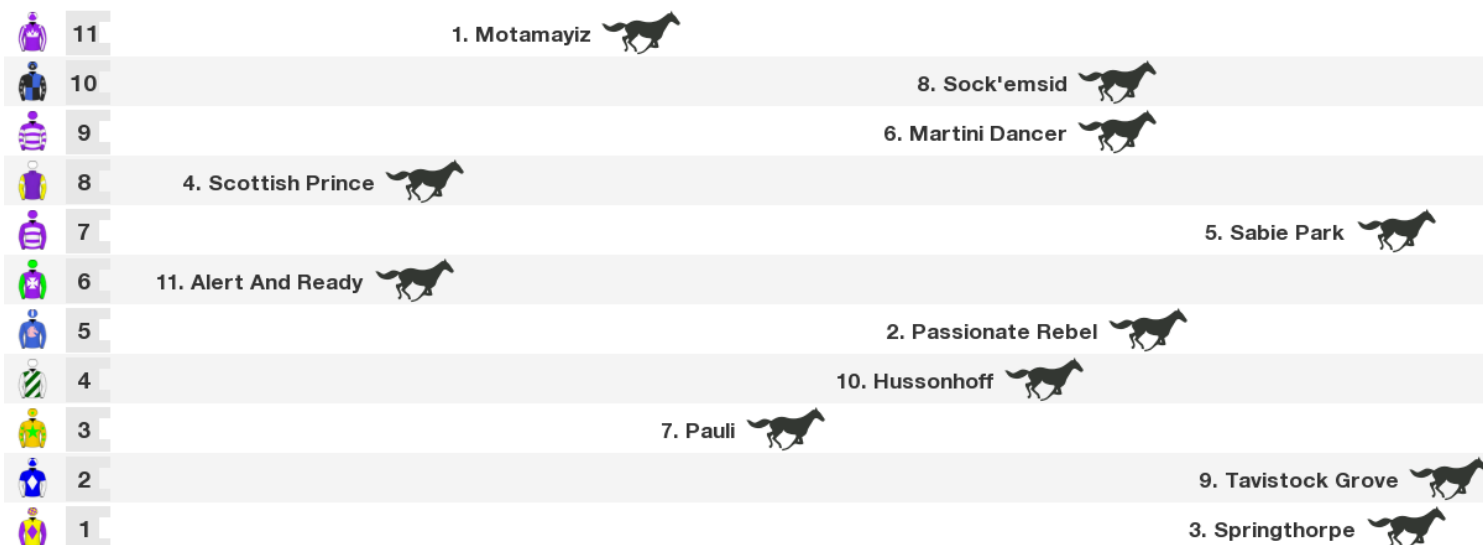 11 1. Motamayiz
10 8. Sock'emsid
9 6. Martini Dancer
8 4. Scottish Prince
7 5. Sabie Park
6 11. Alert And Ready
5 2. Passionate Rebel
4 10. Hussonhoff
3 7. Pauli
2 9. Tavistock Grove
1 3. Springthorpe